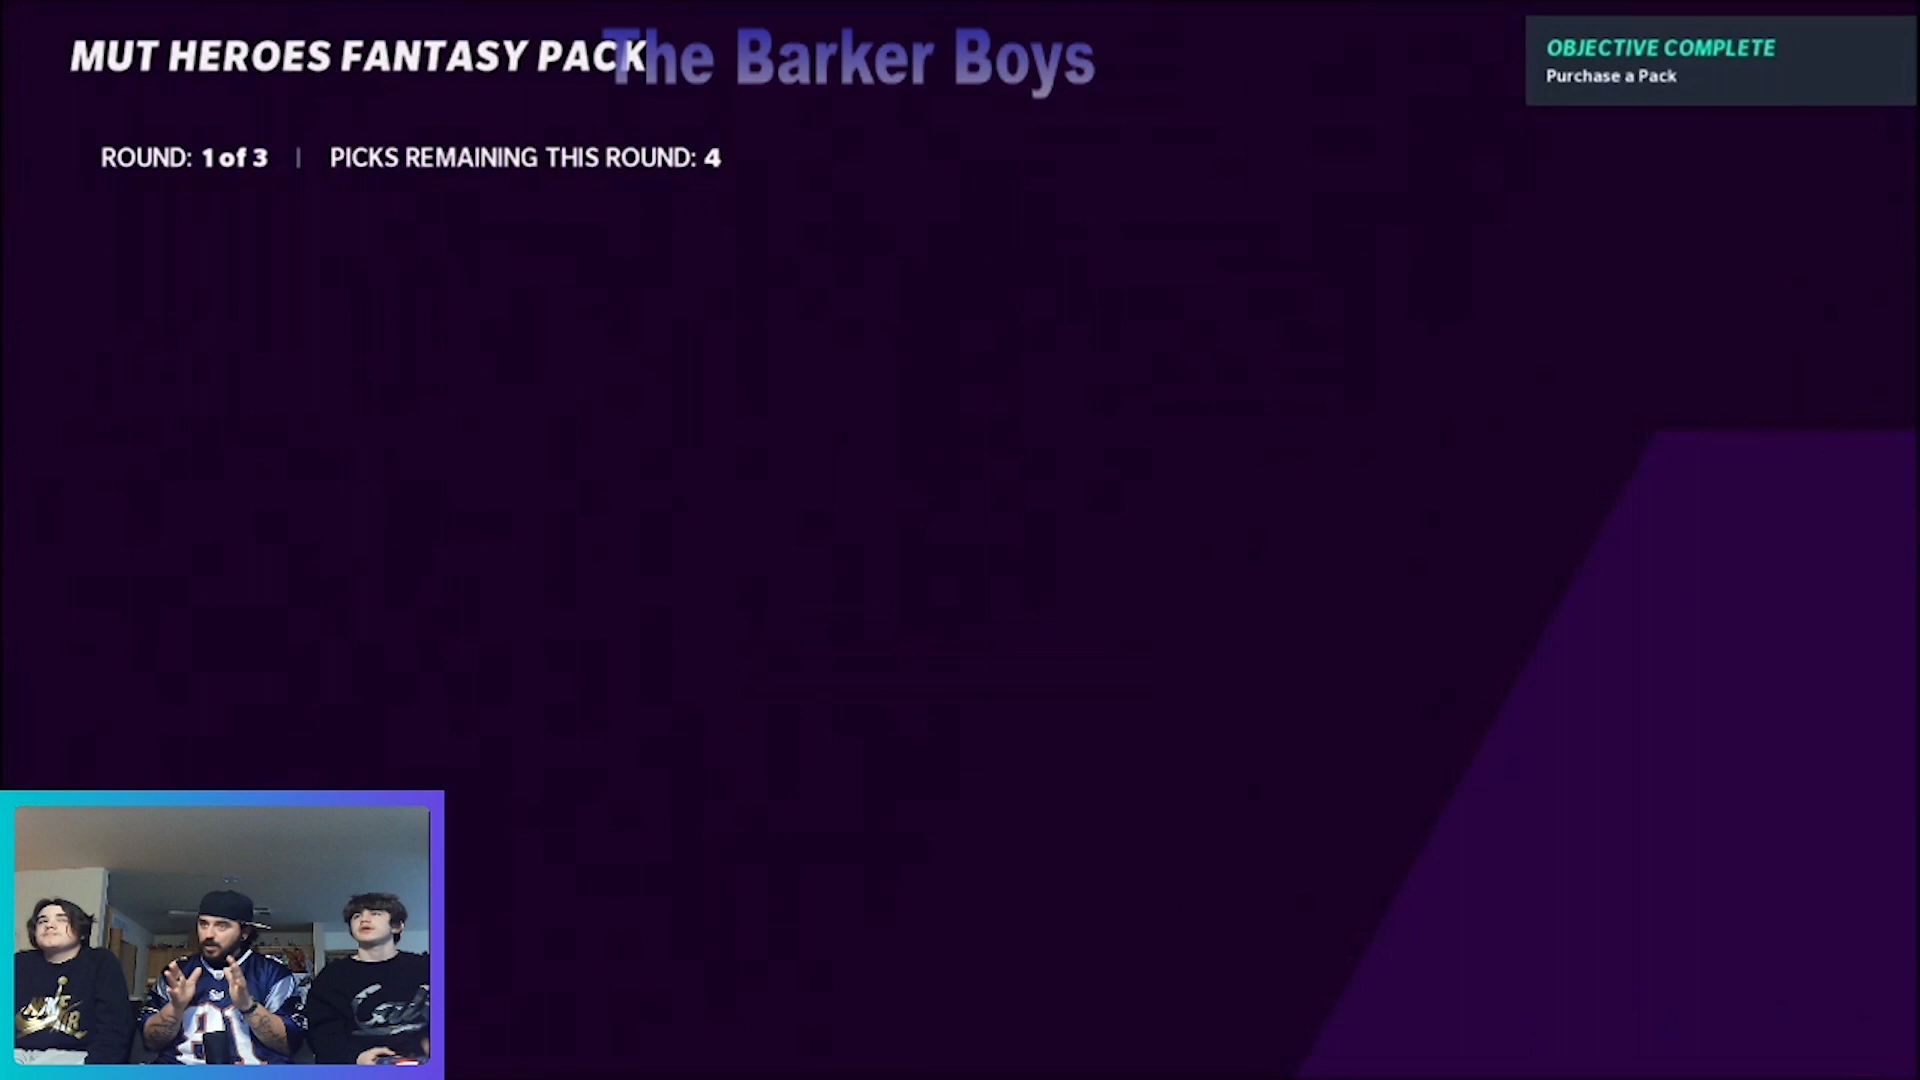 MUT HEROES FANTASY PACK
The Barker Boys
OBJECTIVE COMPLETE
Purchase a Pack
ROUND: 1 of 3 | PICKS REMAINING THIS ROUND: 4
81